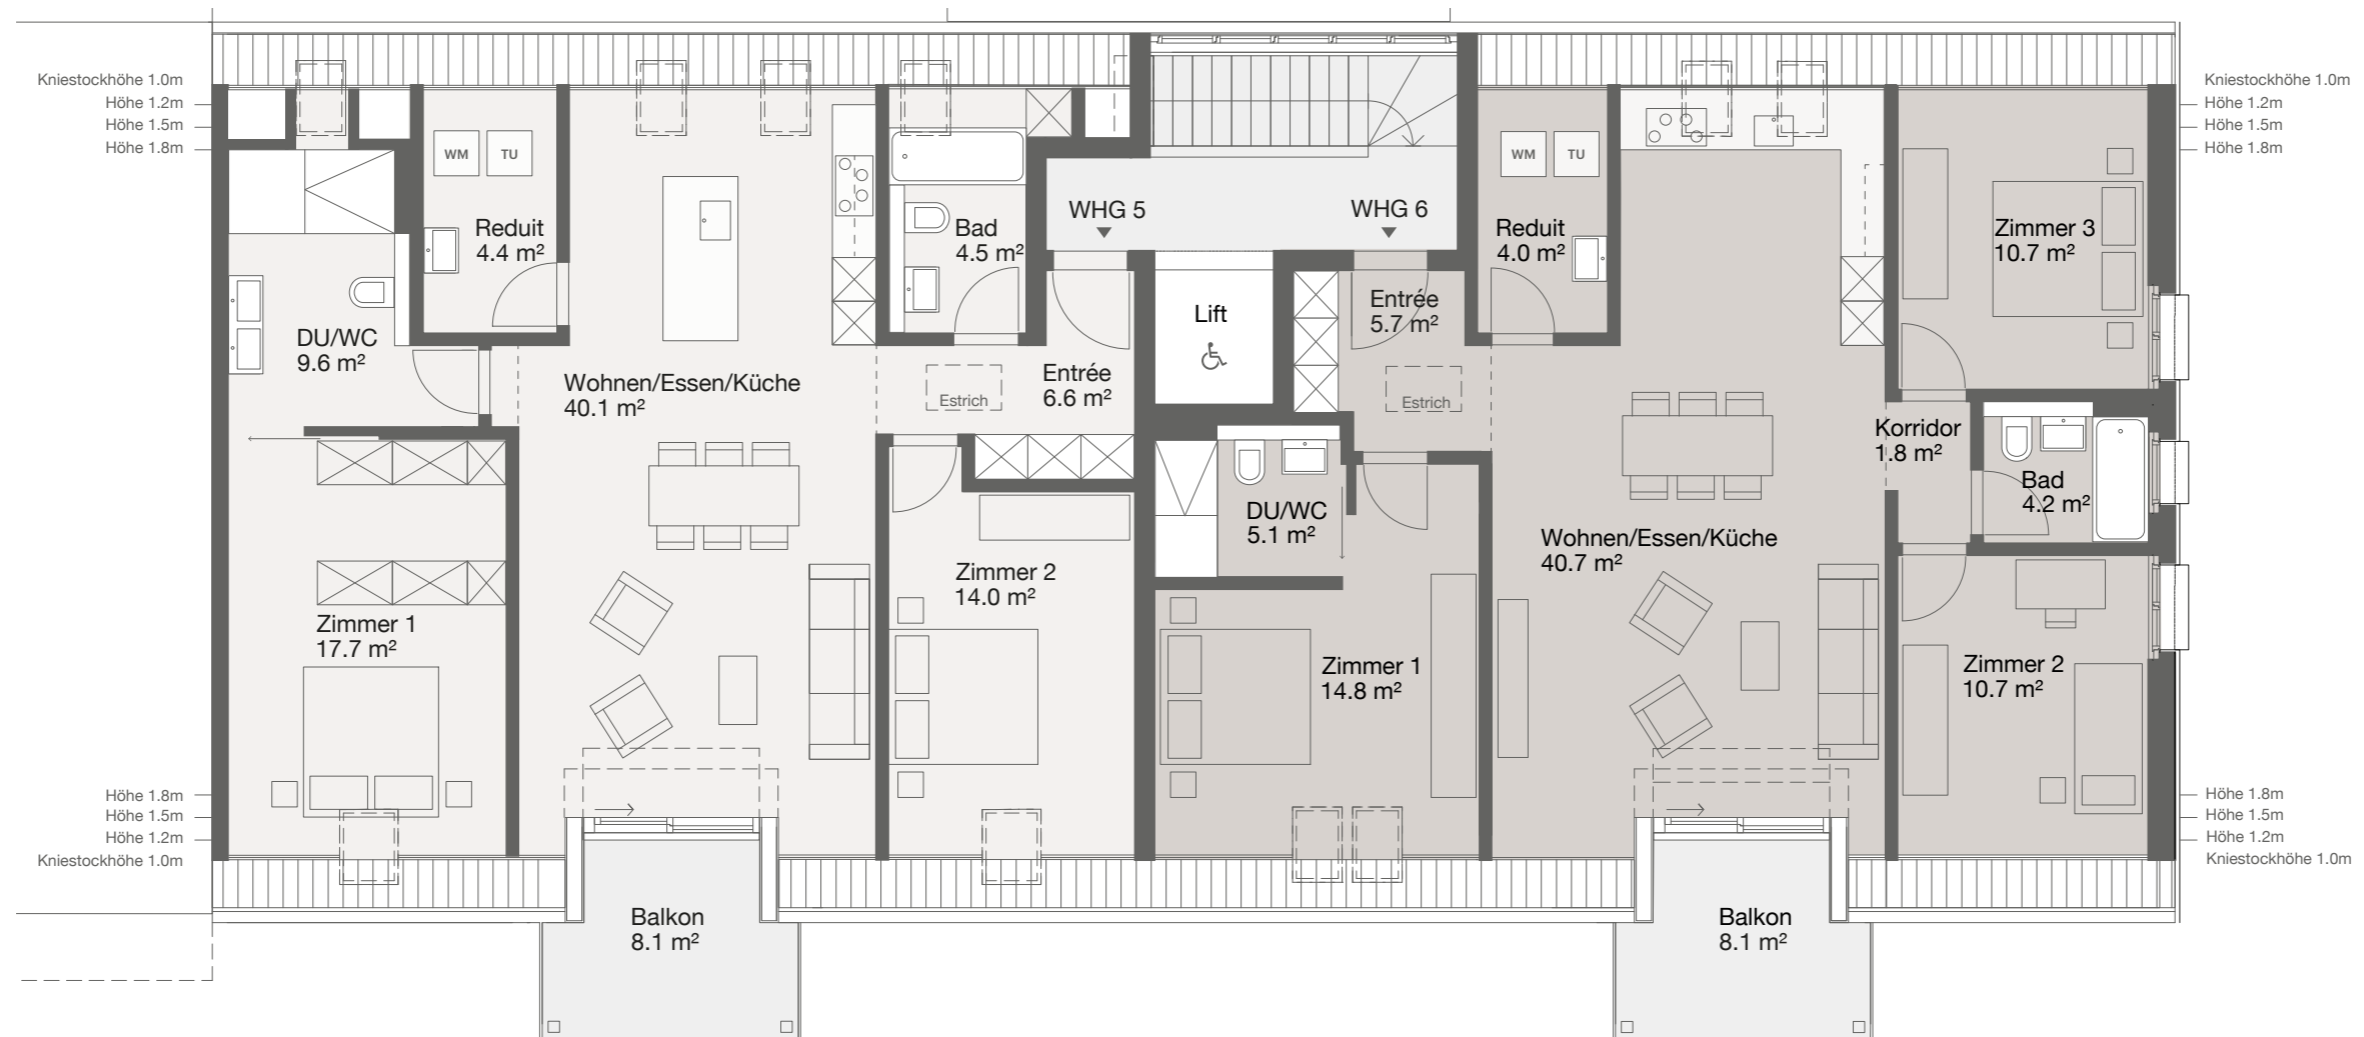 Kniestockhöhe 1.0m
Höhe 1.2m
Höhe 1.5m
Höhe 1.8m
Kniestockhöhe 1.0m
Höhe 1.2m
Höhe 1.5m
Höhe 1.8m
WM
TU
Reduit
4.4 m²
Bad
4.5 m²
WHG 5
WHG 6
WM
TU
Reduit
4.0 m²
Zimmer 3
10.7 m²
DU/WC
9.6 m²
Wohnen/Essen/Küche
40.1 m²
Estrich
Entrée
6.6 m²
Lift
Entrée
5.7 m²
Estrich
Korridor
1.8 m²
Bad
4.2 m²
Zimmer 1
17.7 m²
Zimmer 2
14.0 m²
DU/WC
5.1 m²
Zimmer 1
14.8 m²
Wohnen/Essen/Küche
40.7 m²
Zimmer 2
10.7 m²
Höhe 1.8m
Höhe 1.5m
Höhe 1.2m
Kniestockhöhe 1.0m
Höhe 1.8m
Höhe 1.5m
Höhe 1.2m
Kniestockhöhe 1.0m
Balkon
8.1 m²
Balkon
8.1 m²